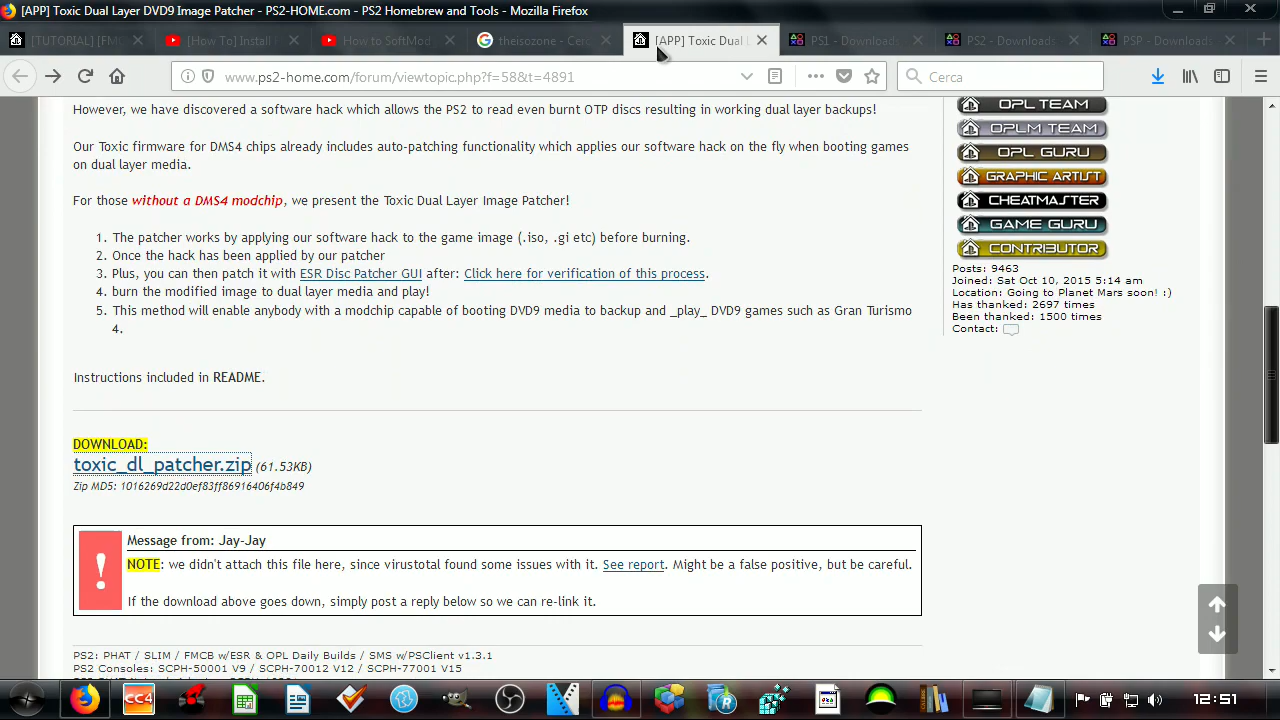 [APP] Toxic Dual Layer DVD9 Image Patcher - PS2-HOME.com - PS2 Homebrew and Tools - Mozilla Firefox
[TUTORIAL] [FM [How To] Install How to SoftMod theisozone - Cerc [APP] Toxic Dual L PS1 - Downloads PS2 - Downloads PSP - Downloads
www.ps2-home.com/forum/viewtopic.php?f=58&t=4891 Cerca
However, we have discovered a software hack which allows the PS2 to read even burnt OTP discs resulting in working dual layer backups!
Our Toxic firmware for DMS4 chips already includes auto-patching functionality which applies our software hack on the fly when booting games
on dual layer media.
For those without a DMS4 modchip, we present the Toxic Dual Layer Image Patcher!
1. The patcher works by applying our software hack to the game image (.iso, .gi etc) before burning.
2. Once the hack has been applied by our patcher
3. Plus, you can then patch it with ESR Disc Patcher GUI after: Click here for verification of this process.
4. burn the modified image to dual layer media and play!
5. This method will enable anybody with a modchip capable of booting DVD9 media to backup and _play_ DVD9 games such as Gran Turismo
4.
Instructions included in README.
DOWNLOAD:
toxic_dl_patcher.zip (61.53KB)
Zip MD5: 1016269d22d0ef83ff86916406f4b849
! Message from: Jay-Jay
NOTE: we didn't attach this file here, since virustotal found some issues with it. See report. Might be a false positive, but be careful.
If the download above goes down, simply post a reply below so we can re-link it.
PS2: PHAT / SLIM / FMCB w/ESR & OPL Daily Builds / SMS w/PSClient v1.3.1
PS2 Consoles: SCPH-50001 V9 / SCPH-70012 V12 / SCPH-77001 V15
OPL TEAM
OPLM TEAM
OPL GURU
GRAPHIC ARTIST
CHEATMASTER
GAME GURU
CONTRIBUTOR
Posts: 9463
Joined: Sat Oct 10, 2015 5:14 am
Location: Going to Planet Mars soon! :)
Has thanked: 2697 times
Been thanked: 1500 times
Contact:
CC4
12:51